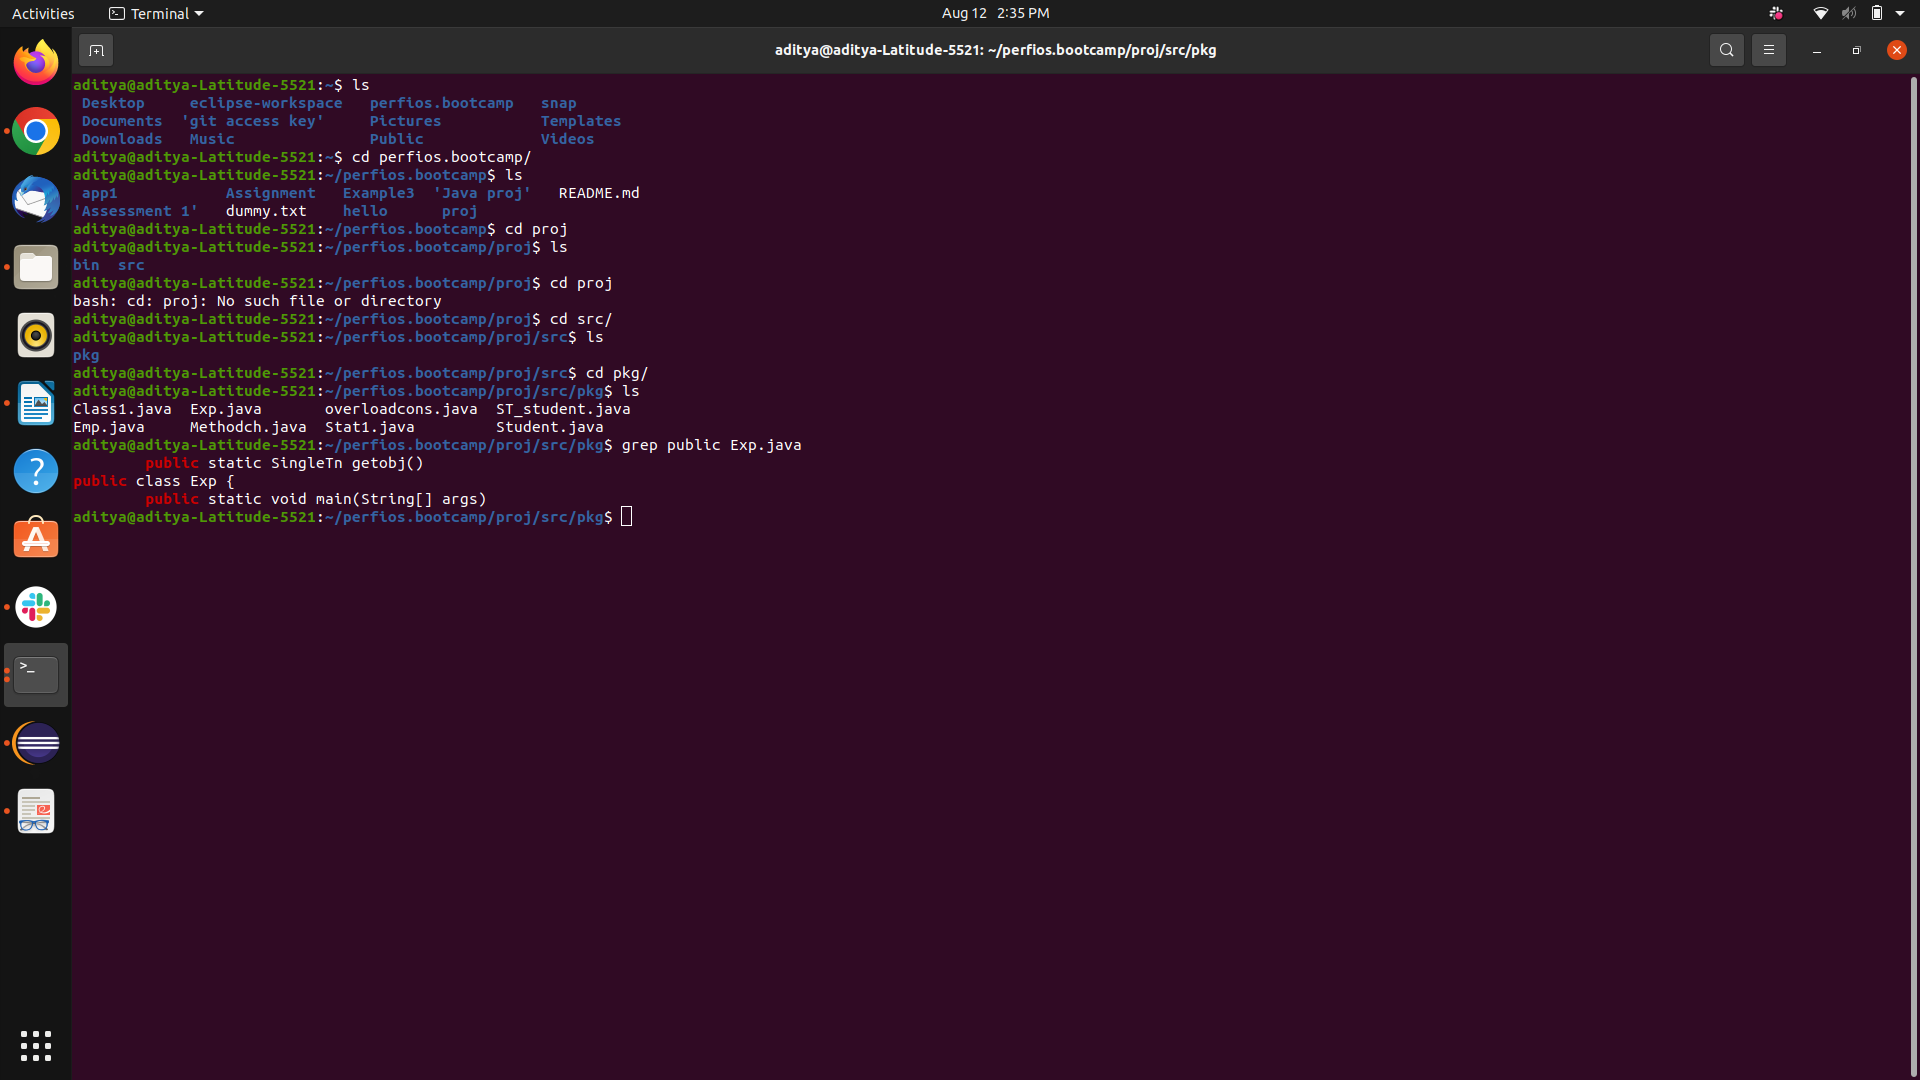 Activities Terminal Aug 12 2:35 PM
aditya@aditya-Latitude-5521: ~/perfios.bootcamp/proj/src/pkg
aditya@aditya-Latitude-5521:~$ ls
Desktop eclipse-workspace perfios.bootcamp snap
Documents 'git access key' Pictures Templates
Downloads Music Public Videos
aditya@aditya-Latitude-5521:~$ cd perfios.bootcamp/
aditya@aditya-Latitude-5521:~/perfios.bootcamp$ ls
app1 Assignment Example3 'Java proj' README.md
'Assessment 1' dummy.txt hello proj
aditya@aditya-Latitude-5521:~/perfios.bootcamp$ cd proj
aditya@aditya-Latitude-5521:~/perfios.bootcamp/proj$ ls
bin src
aditya@aditya-Latitude-5521:~/perfios.bootcamp/proj$ cd proj
bash: cd: proj: No such file or directory
aditya@aditya-Latitude-5521:~/perfios.bootcamp/proj$ cd src/
aditya@aditya-Latitude-5521:~/perfios.bootcamp/proj/src$ ls
pkg
aditya@aditya-Latitude-5521:~/perfios.bootcamp/proj/src$ cd pkg/
aditya@aditya-Latitude-5521:~/perfios.bootcamp/proj/src/pkg$ ls
Class1.java Exp.java overloadcons.java ST_student.java
Emp.java Methodch.java Stat1.java Student.java
aditya@aditya-Latitude-5521:~/perfios.bootcamp/proj/src/pkg$ grep public Exp.java
public static SingleTn getobj()
public class Exp {
public static void main(String[] args)
aditya@aditya-Latitude-5521:~/perfios.bootcamp/proj/src/pkg$